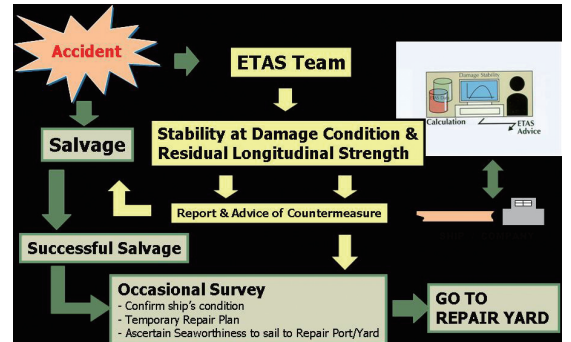 Accident
ETAS Team
Damage Stability
Calculation
ETAS
Advice
Stability at Damage Condition &
Residual Longitudinal Strength
Salvage
Report & Advice of Countermeasure
Successful Salvage
Occasional Survey
- Confirm ship's condition
- Temporary Repair Plan
- Ascertain Seaworthiness to sail to Repair Port/Yard
GO TO
REPAIR YARD